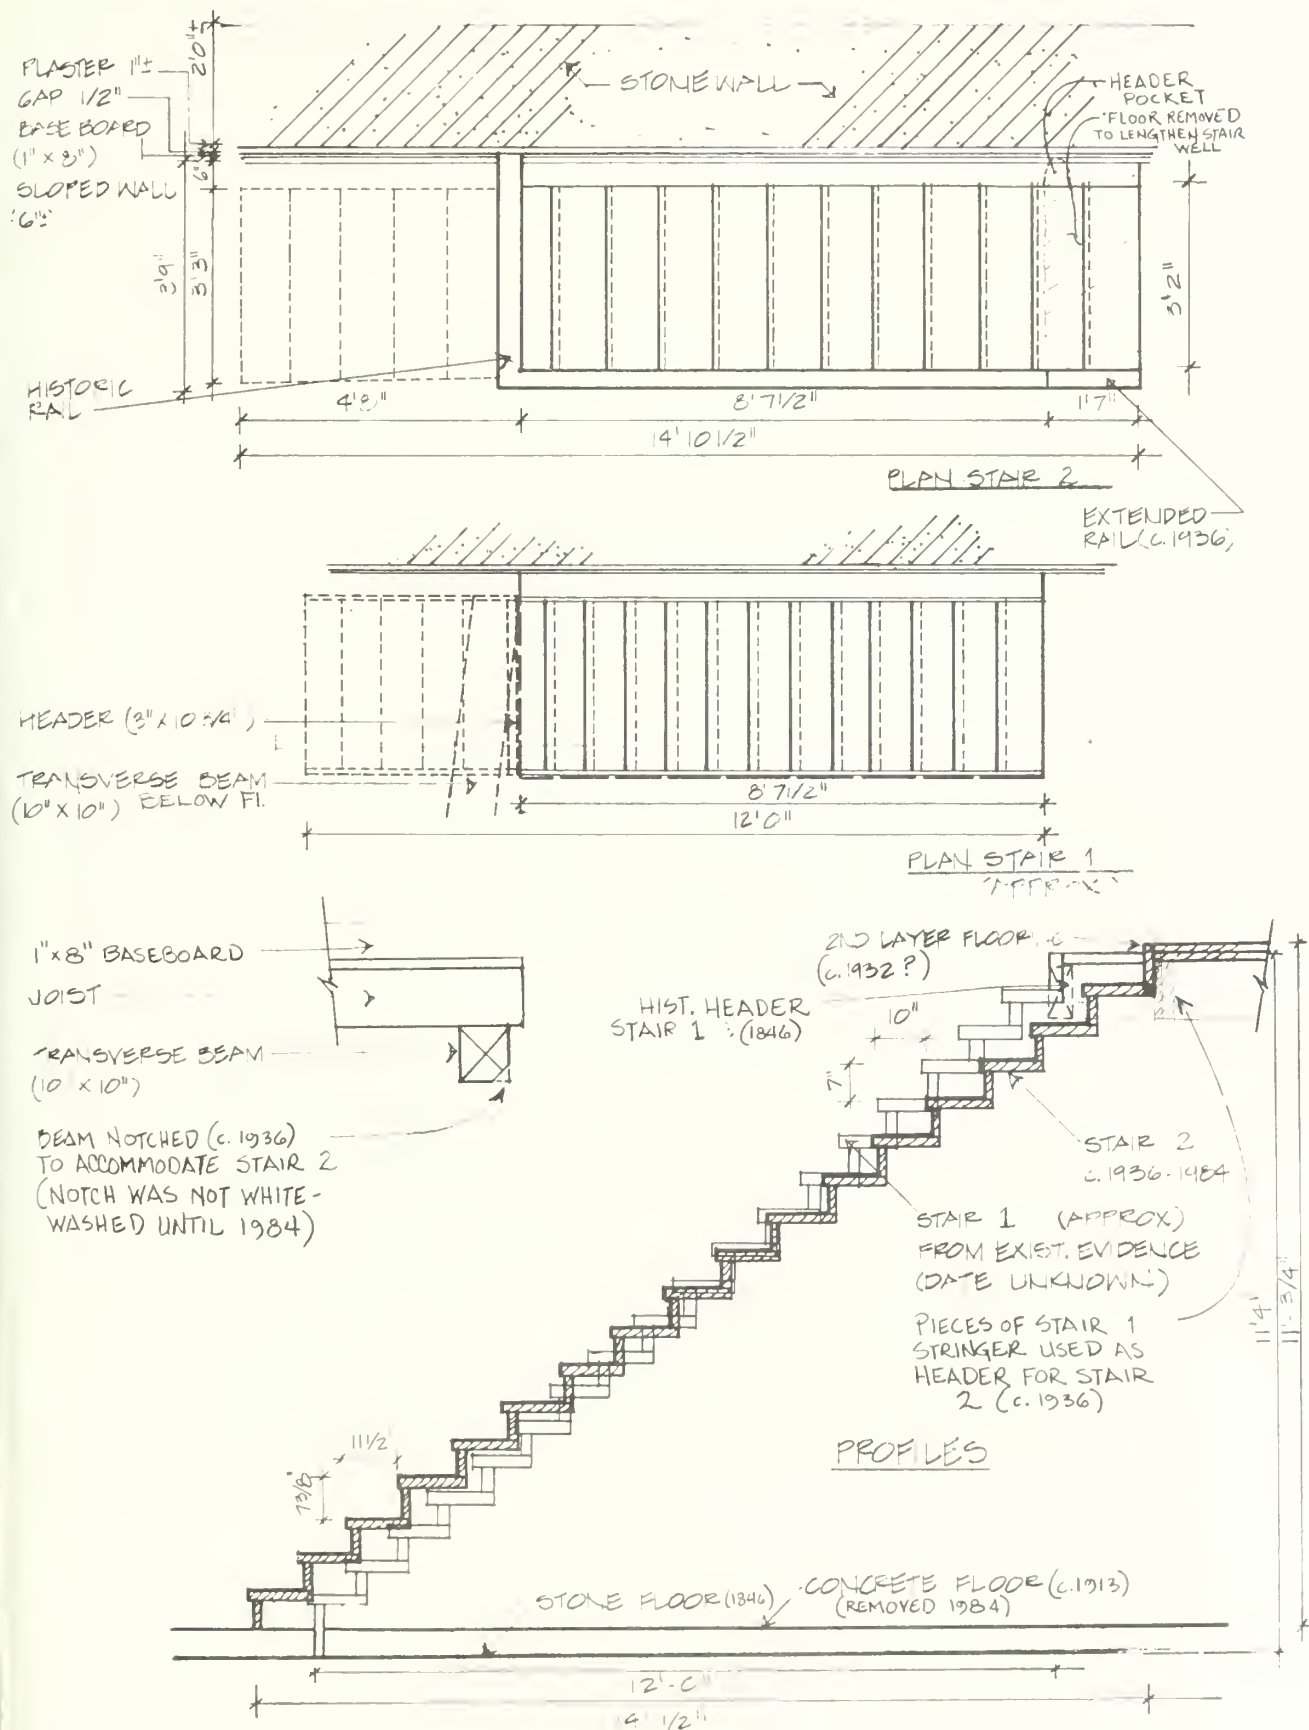 2'0"±
PLASTER 1"±
GAP 1/2"
BASE BOARD
(1" x 8")
SLOPED WALL
6"±
6"
STONE WALL
HEADER
POCKET
FLOOR REMOVED
TO LENGTHEN STAIR
WELL
3'9"
3'3"
3'2"
HISTORIC
RAIL
4'8"
8'7 1/2"
1'7"
14'10 1/2"
PLAN STAIR 2
EXTENDED
RAIL (c. 1936)
HEADER (3" x 10 3/4")
TRANSVERSE BEAM
(10" x 10") BELOW Fl.
8'7 1/2"
12'0"
PLAN STAIR 1
1" x 8" BASEBOARD
JOIST
TRANSVERSE BEAM
(10 x 10")
BEAM NOTCHED (c. 1936)
TO ACCOMMODATE STAIR 2
(NOTCH WAS NOT WHITE-
WASHED UNTIL 1984)
2ND LAYER FLOOR
(c. 1932?)
HIST. HEADER
STAIR 1 (1846)
10"
7"
STAIR 2
c. 1936-1984
STAIR 1 (APPROX)
FROM EXIST. EVIDENCE
(DATE UNKNOWN)
PIECES OF STAIR 1
STRINGER USED AS
HEADER FOR STAIR
2 (c. 1936)
11'4"
11'-3/4"
PROFILES
11 1/2
7 3/8"
STONE FLOOR (1846)
CONCRETE FLOOR (c. 1913)
(REMOVED 1984)